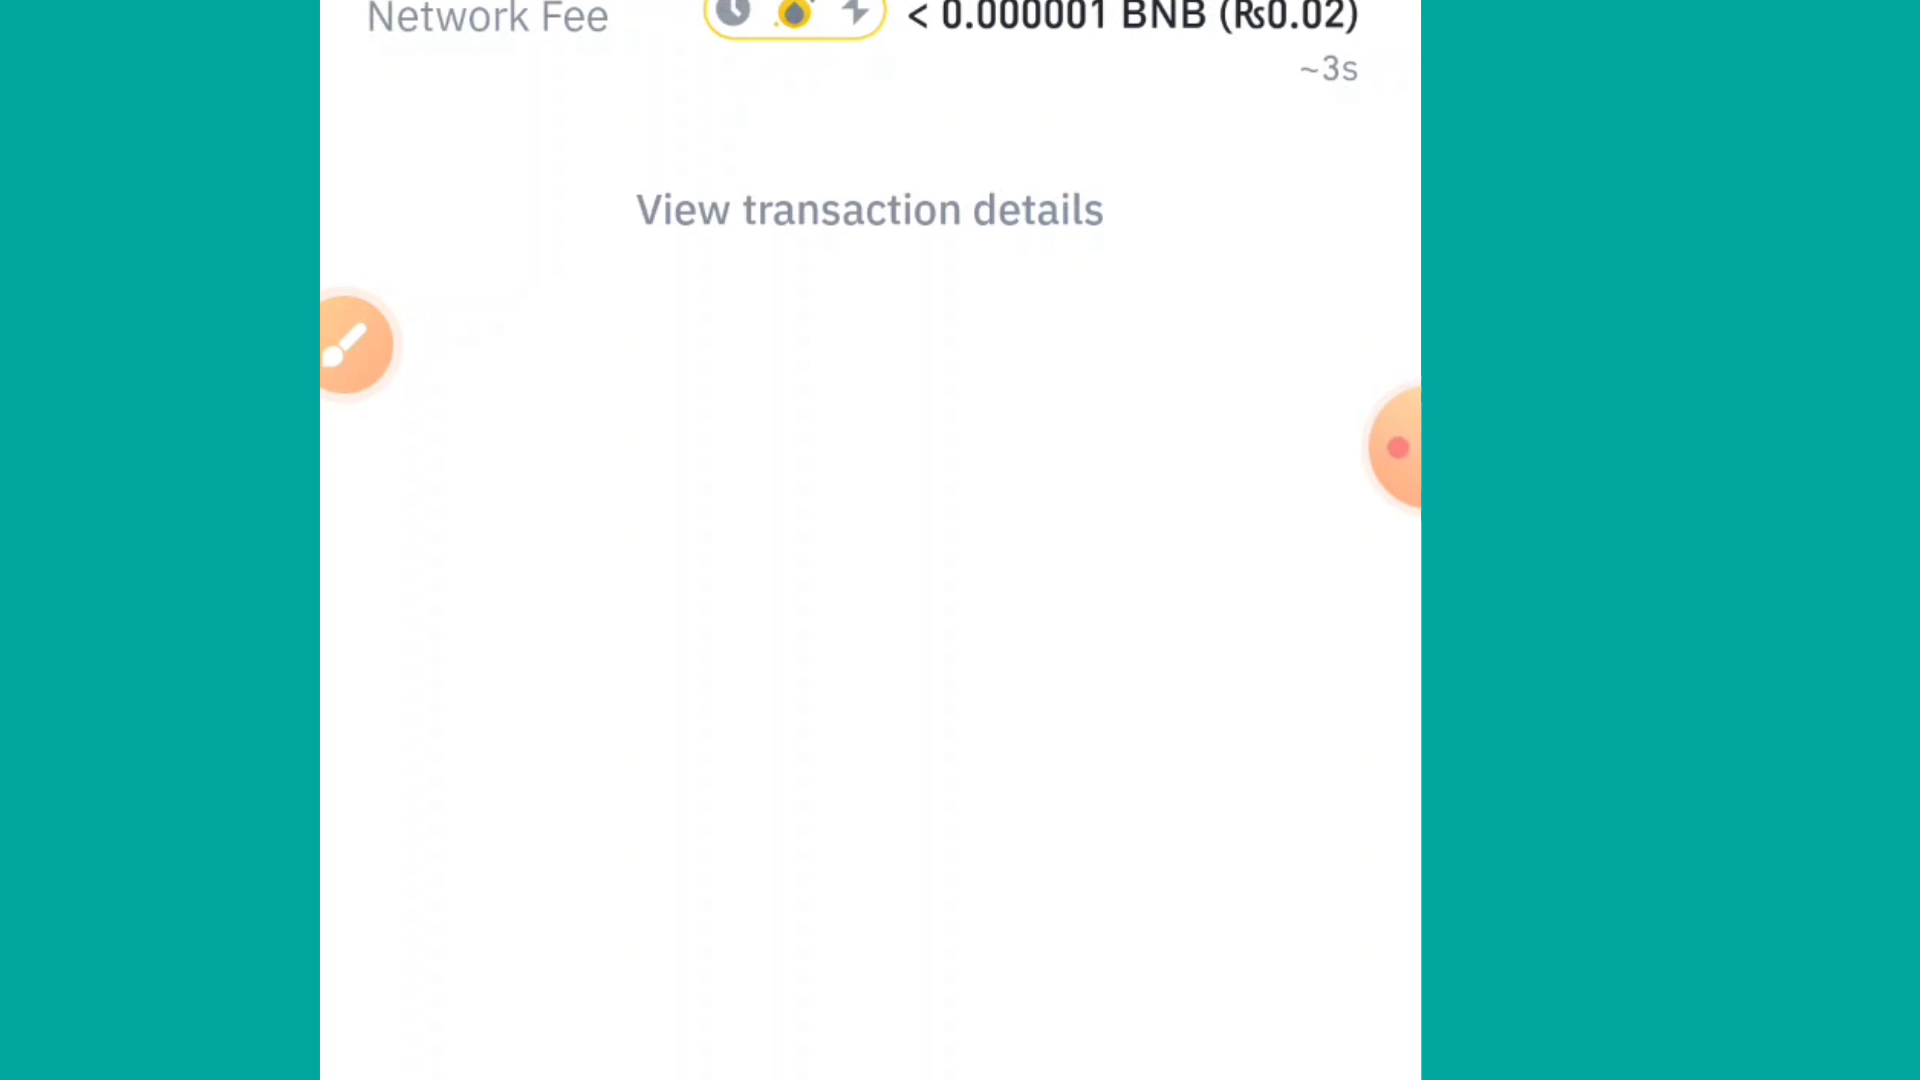 Network Fee < 0.000001 BNB (₨0.02)
~3s
View transaction details